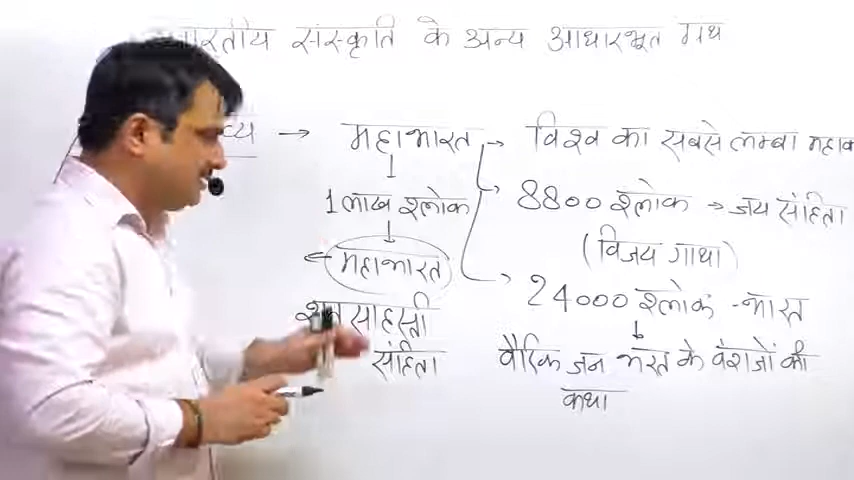 भारतीय संस्कृति के अन्य आधारभूत ग्रंथ
→ महाभारत → विश्व का सबसे लम्बा
1 लाख श्लोक
8800 श्लोक → जय संहिता
(विजय गाथा)
महाभारत
24000 श्लोक - भारत
शत साहस्त्री
संहिता
वैदिक जन भरत के वंशजों की
कथा